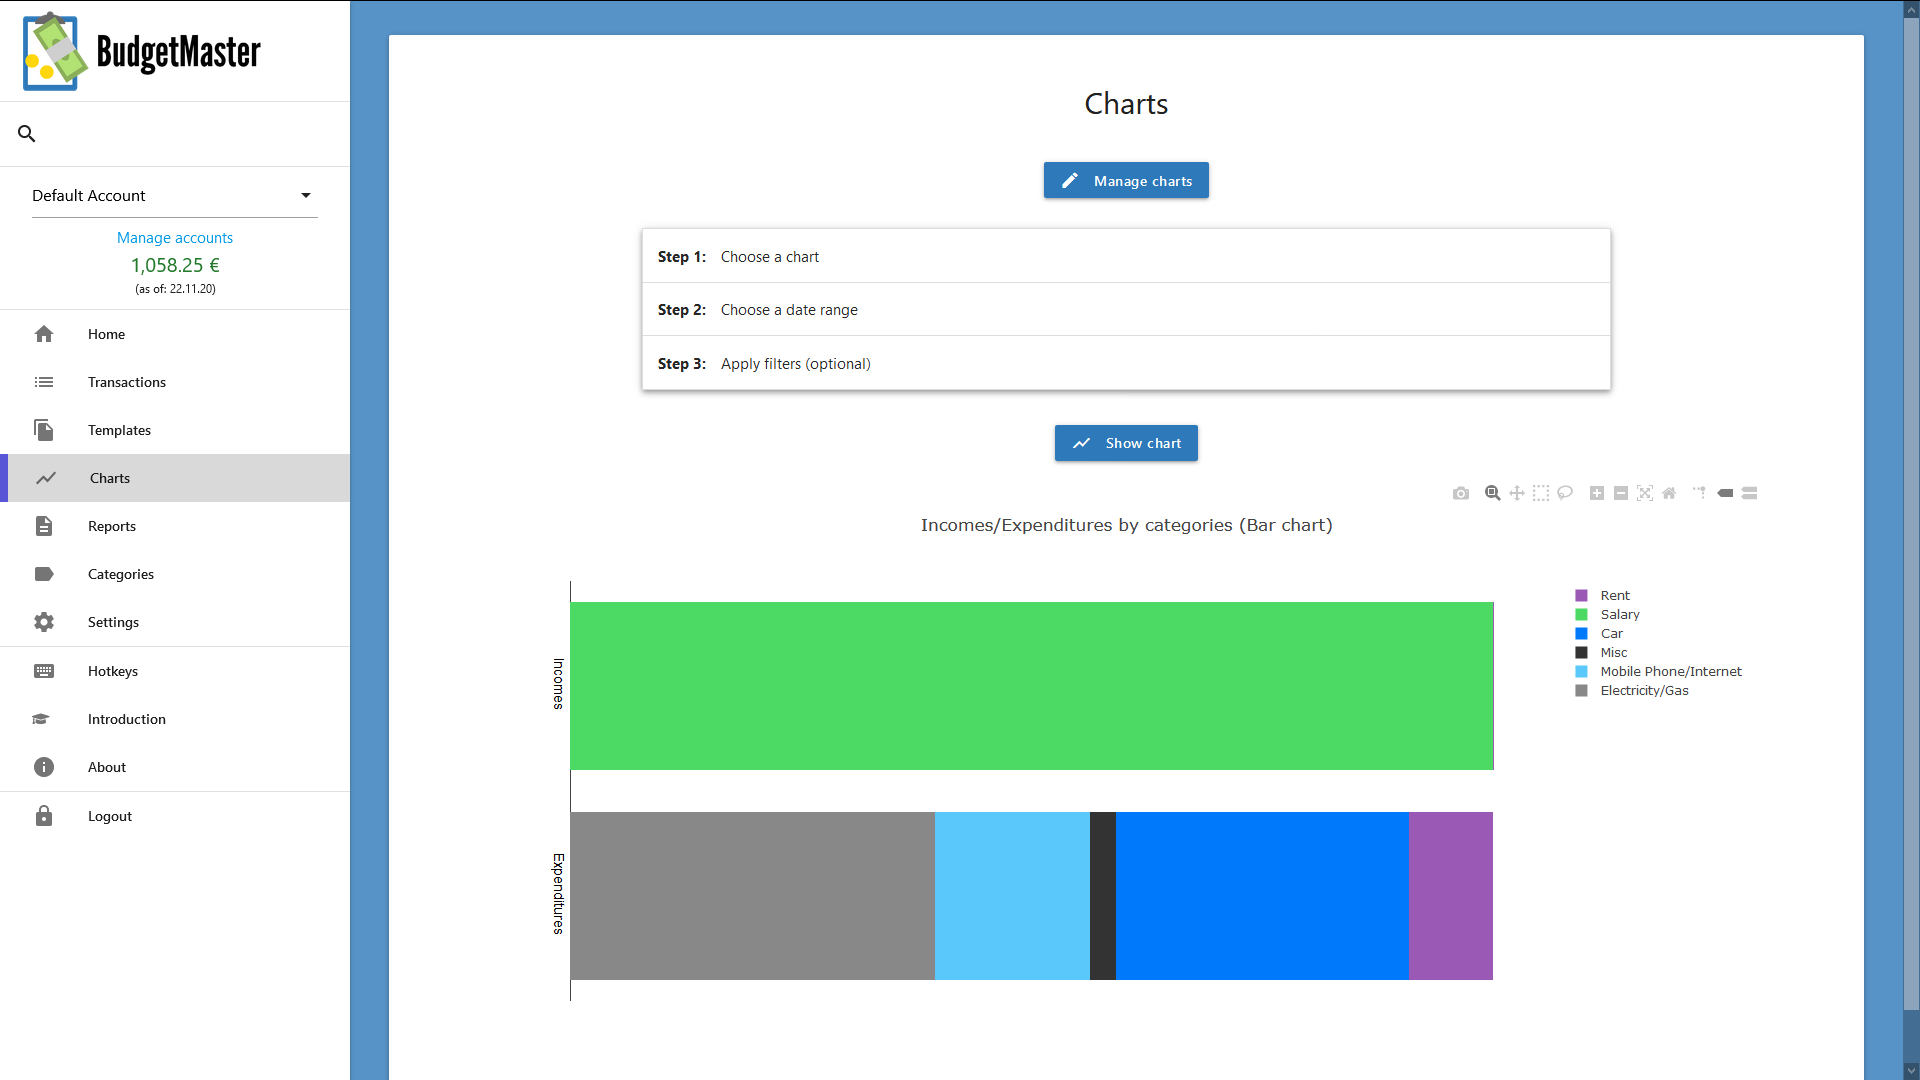 BudgetMaster
Default Account
Manage accounts
1,058.25 €
(as of: 22.11.20)
Home
Transactions
Templates
Charts
Reports
Categories
Settings
Hotkeys
Introduction
About
Logout
Charts
Manage charts
Step 1: Choose a chart
Step 2: Choose a date range
Step 3: Apply filters (optional)
Show chart
Incomes/Expenditures by categories (Bar chart)
Incomes
Expenditures
Rent
Salary
Car
Misc
Mobile Phone/Internet
Electricity/Gas